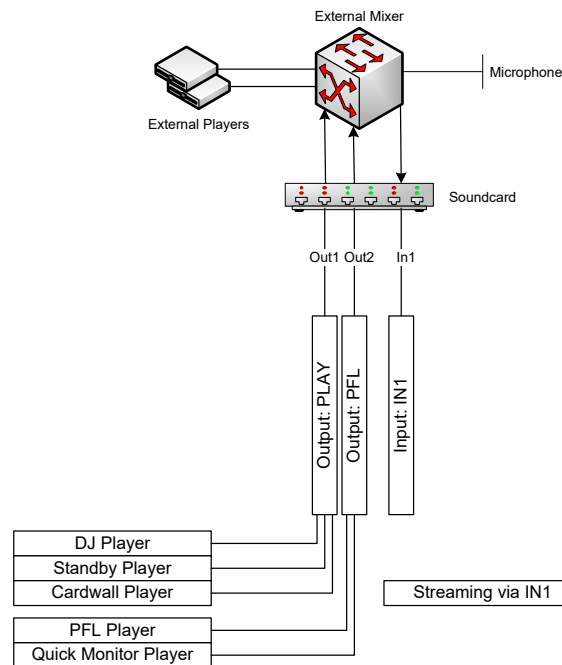 External Mixer
Microphone
External Players
Soundcard
Out1
Out2
In1
Output: PLAY
Output: PFL
Input: IN1
DJ Player
Standby Player
Cardwall Player
Streaming via IN1
PFL Player
Quick Monitor Player